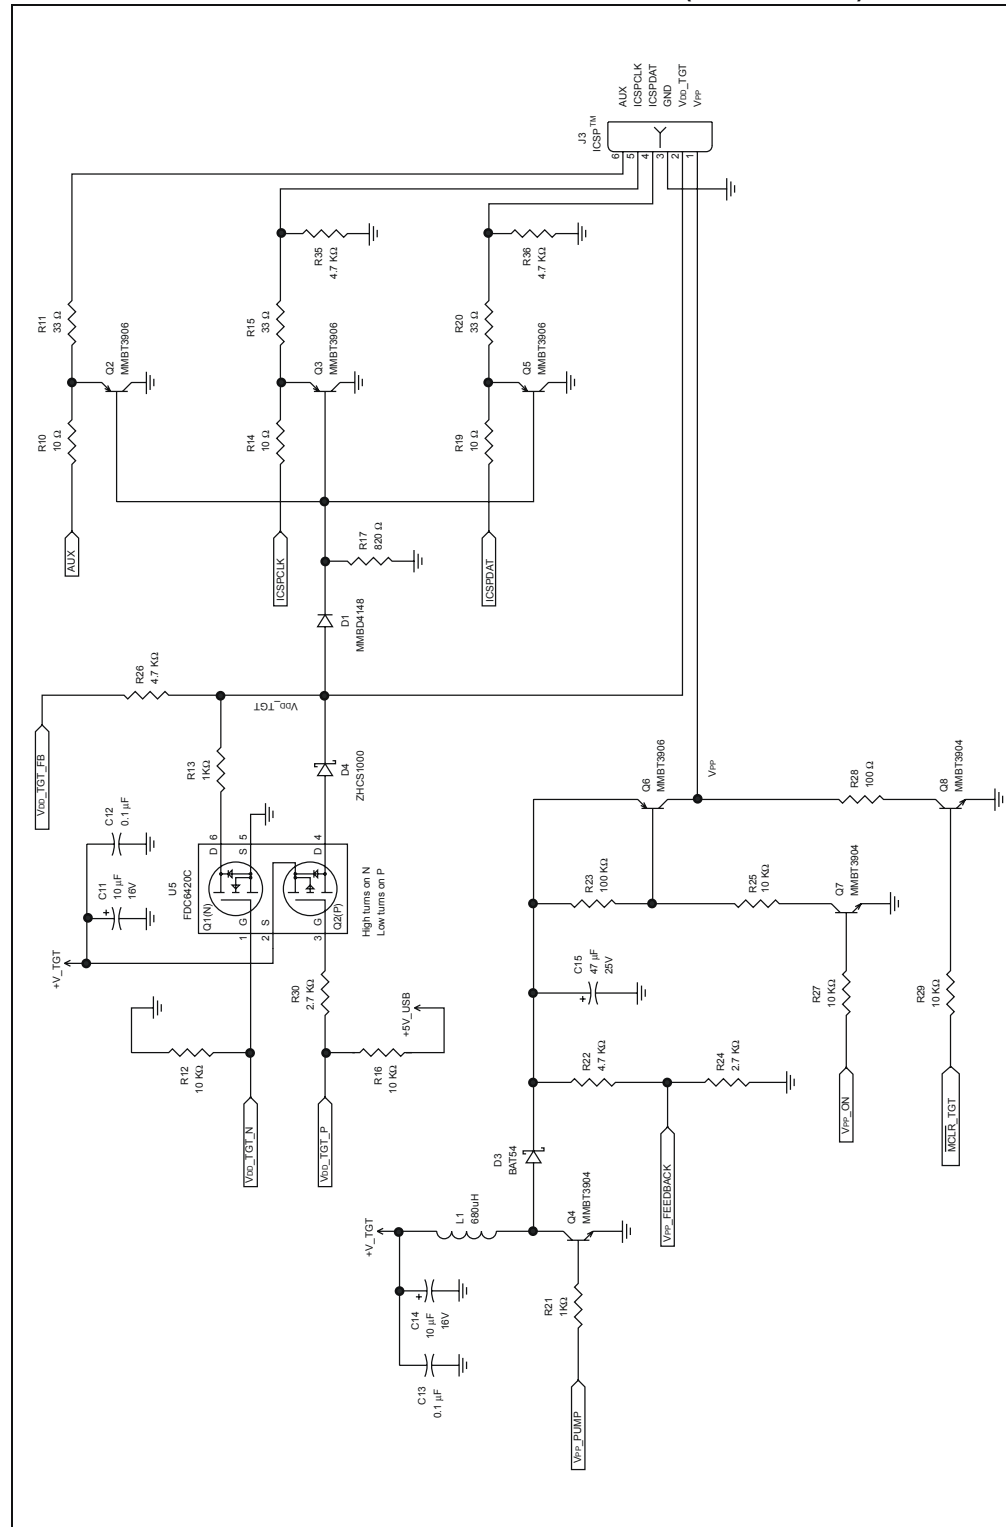 AUX
ICSPCLK
ICSPDAT
GND
VDD_TGT
VPP
J3
ICSP™
6
5
4
3
2
1
R11
33 Ω
R10
10 Ω
Q2
MMBT3906
AUX
R35
4.7 KΩ
R15
33 Ω
Q3
MMBT3906
R14
10 Ω
ICSPCLK
R36
4.7 KΩ
R20
33 Ω
Q5
MMBT3906
R19
10 Ω
ICSPDAT
R17
820 Ω
D1
MMBD4148
R26
4.7 KΩ
VDD_TGT_FB
VDD_TGT
R13
1KΩ
D4
ZHCS1000
C12
0.1 µF
C11
10 µF
16V
+V_TGT
U5
FDC6420C
Q1(N)
D
6
S
5
G
1
S
2
D
4
G
3
Q2(P)
High turns on N
Low turns on P
R30
2.7 KΩ
R12
10 KΩ
R16
10 KΩ
+5V_USB
VDD_TGT_N
VDD_TGT_P
Q6
MMBT3906
VPP
R28
100 Ω
Q8
MMBT3904
R23
100 KΩ
R25
10 KΩ
Q7
MMBT3904
C15
47 µF
25V
R27
10 KΩ
R29
10 KΩ
R22
4.7 KΩ
R24
2.7 KΩ
VPP_ON
MCLR_TGT
D3
BAT54
VPP_FEEDBACK
+V_TGT
L1
680uH
Q4
MMBT3904
C14
10 µF
16V
C13
0.1 µF
R21
1KΩ
VPP_PUMP